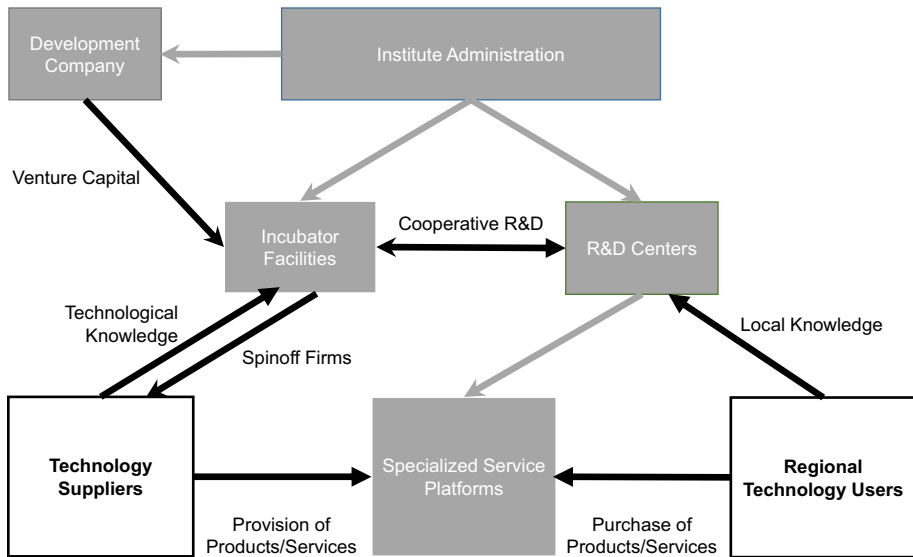 Development
Company
Institute Administration
Venture Capital
Incubator
Facilities
Cooperative R&D
R&D Centers
Technological
Knowledge
Spinoff Firms
Local Knowledge
Technology
Suppliers
Specialized Service
Platforms
Regional
Technology Users
Provision of
Products/Services
Purchase of
Products/Services